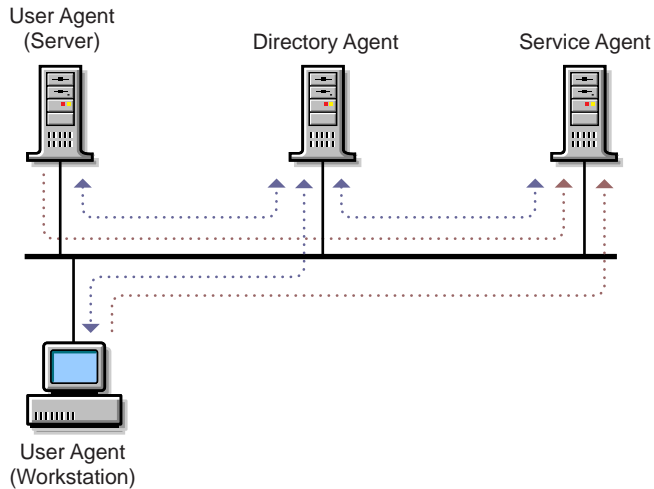 User Agent
(Server)
Directory Agent
Service Agent
User Agent
(Workstation)